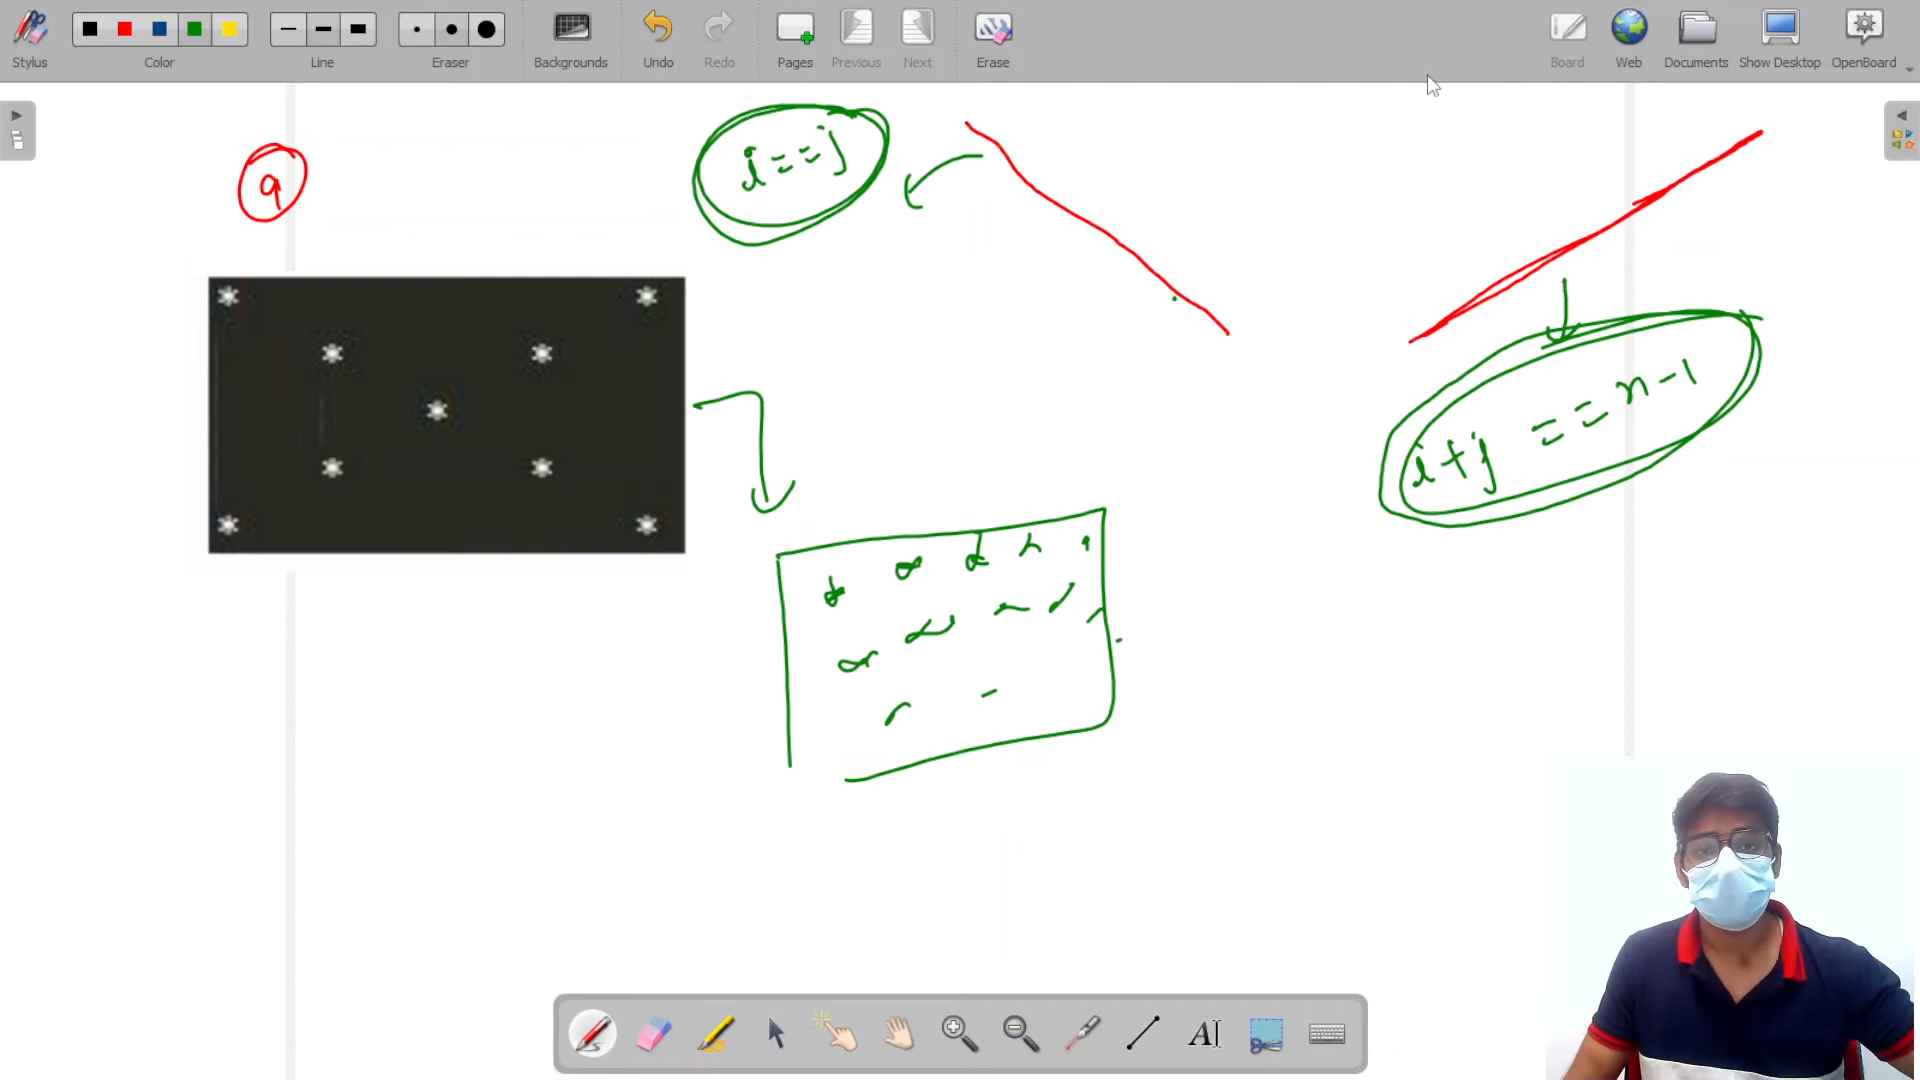 Stylus
Color
Line
Eraser
Backgrounds
Undo
Redo
Pages
Previous
Next
Erase
Board
Web
Documents
Show Desktop
OpenBoard
9
i==j
i+j == n-1